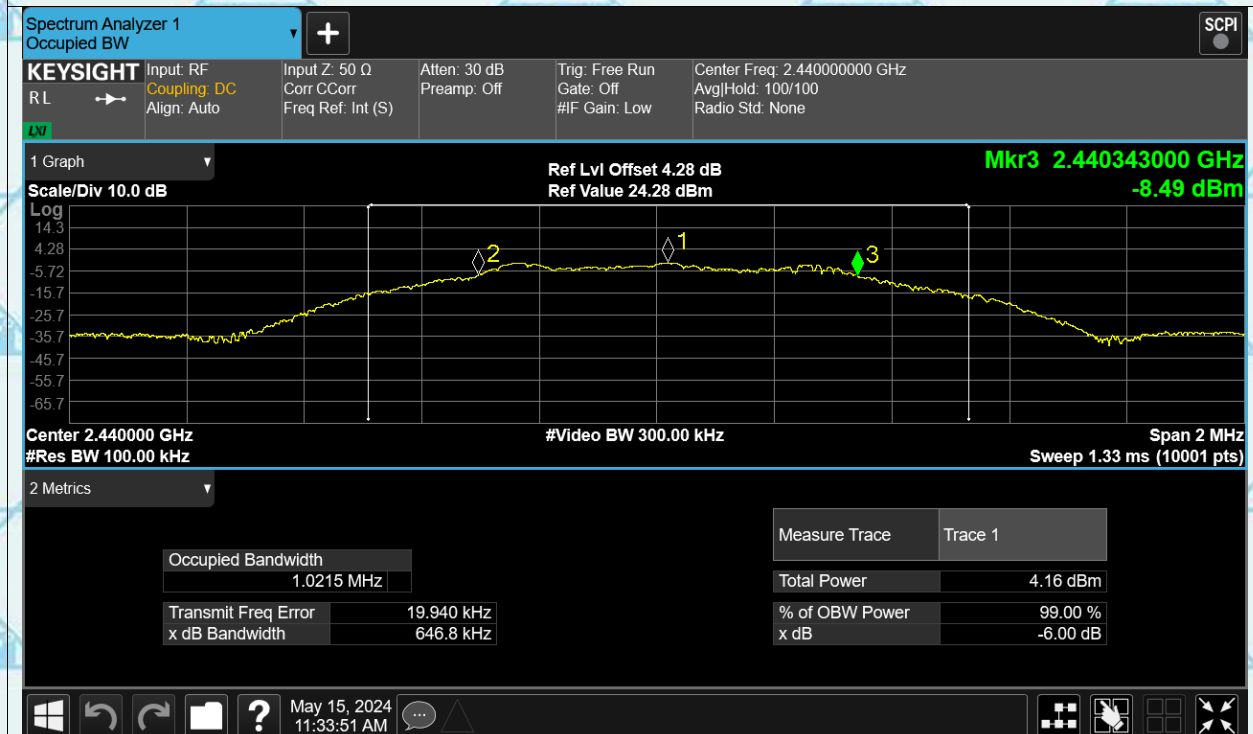 Spectrum Analyzer 1
Occupied BW
SCPI
KEYSIGHT
R L
LXI
Input: RF
Coupling: DC
Align: Auto
Input Z: 50 Ω
Corr CCorr
Freq Ref: Int (S)
Atten: 30 dB
Preamp: Off
Trig: Free Run
Gate: Off
#IF Gain: Low
Center Freq: 2.440000000 GHz
Avg|Hold: 100/100
Radio Std: None
1 Graph
Scale/Div 10.0 dB
Ref Lvl Offset 4.28 dB
Ref Value 24.28 dBm
Mkr3 2.440343000 GHz
-8.49 dBm
Log
14.3
4.28
-5.72
-15.7
-25.7
-35.7
-45.7
-55.7
-65.7
2
1
3
Center 2.440000 GHz
#Video BW 300.00 kHz
Span 2 MHz
#Res BW 100.00 kHz
Sweep 1.33 ms (10001 pts)
2 Metrics
Occupied Bandwidth
1.0215 MHz
Transmit Freq Error 19.940 kHz
x dB Bandwidth 646.8 kHz
Measure Trace Trace 1
Total Power 4.16 dBm
% of OBW Power 99.00 %
x dB -6.00 dB
?
May 15, 2024
11:33:51 AM